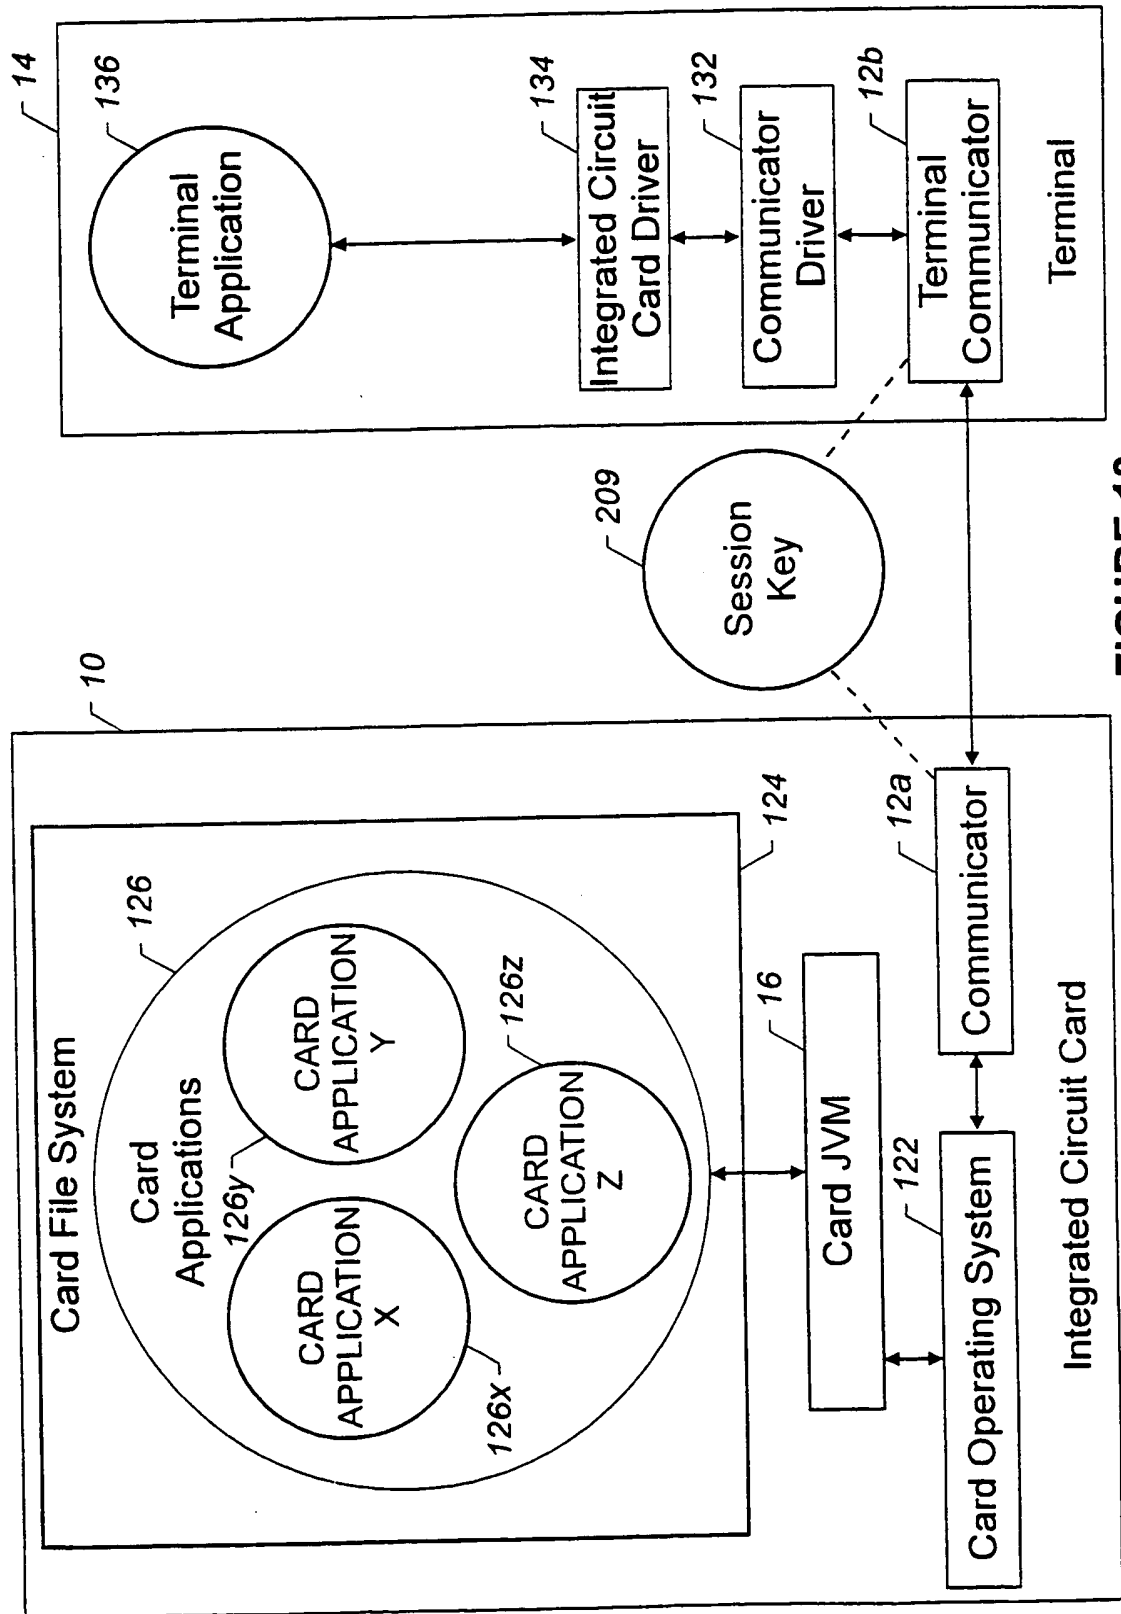 10
Card File System
126
Card
Applications
CARD
APPLICATION
X
126x
CARD
APPLICATION
Y
126y
CARD
APPLICATION
Z
126z
124
Card JVM
16
Card Operating System
122
Communicator
12a
Integrated Circuit Card
Session
Key
209
14
Terminal
Application
136
Integrated Circuit
Card Driver
134
Communicator
Driver
132
Terminal
Communicator
12b
Terminal